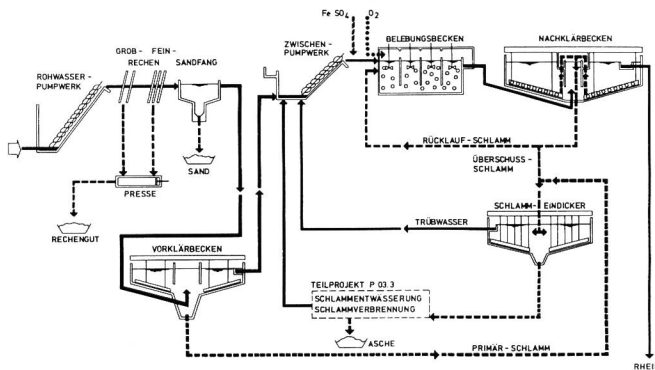 Fe SO4
O2
GROB-
FEIN-
RECHEN
SANDFANG
ROHWASSER-
PUMPWERK
ZWISCHEN-
PUMPWERK
BELEBUNGSBECKEN
NACHKLÄRBECKEN
SAND
PRESSE
RECHENGUT
RÜCKLAUF-SCHLAMM
ÜBERSCHUSS-
SCHLAMM
SCHLAMM-EINDICKER
TRÜBWASSER
VORKLÄRBECKEN
TEILPROJEKT P 03.3
SCHLAMMENTWÄSSERUNG
SCHLAMMVERBRENNUNG
ASCHE
PRIMÄR-SCHLAMM
RHEI